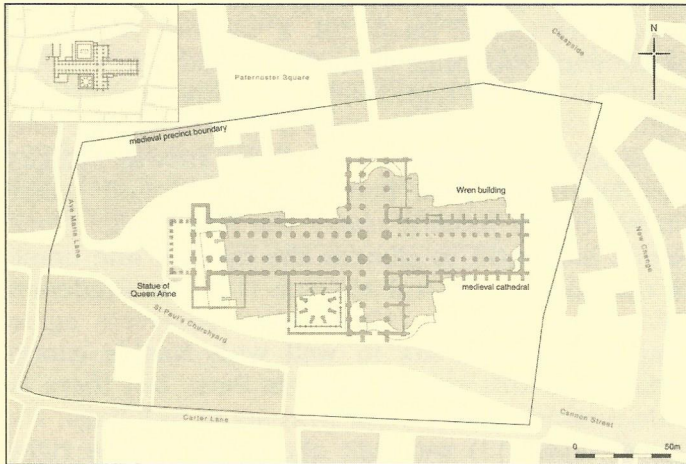 N
Cheapside
Paternoster Square
medieval precinct boundary
Wren building
Ave Maria Lane
New Change
Statue of
Queen Anne
medieval cathedral
St Paul's Churchyard
Carter Lane
Cannon Street
0
50m